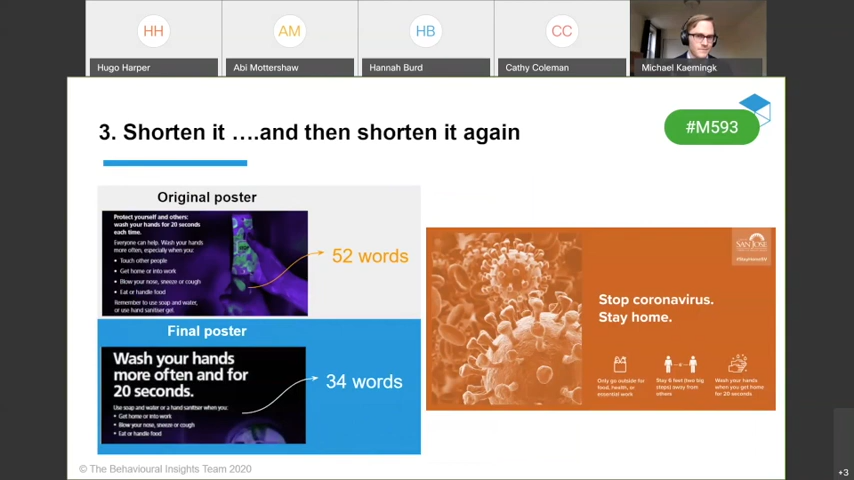 HH
AM
HB
CC
Hugo Harper
Abi Mottershaw
Hannah Burd
Cathy Coleman
Michael Kaemingk
3. Shorten it ….and then shorten it again
#M593
Original poster
Protect yourself and others:
wash your hands for 20 seconds
each time.
Everyone can help. Wash your hands
more often, especially when you:
• Touch other people
• Get home or into work
• Blow your nose, sneeze or cough
• Eat or handle food
Remember to use soap and water,
or use hand sanitiser gel.
52 words
Final poster
Wash your hands
more often and for
20 seconds.
Use soap and water or a hand sanitiser when you:
• Get home or into work
• Blow your nose, sneeze or cough
• Eat or handle food
34 words
SAN JOSE
Stop coronavirus.
Stay home.
Only go outside for
food, health, or
essential work
Stay 6 feet (two big
steps) away from
others
Wash your hands
when you get home
for 20 seconds
© The Behavioural Insights Team 2020
+3